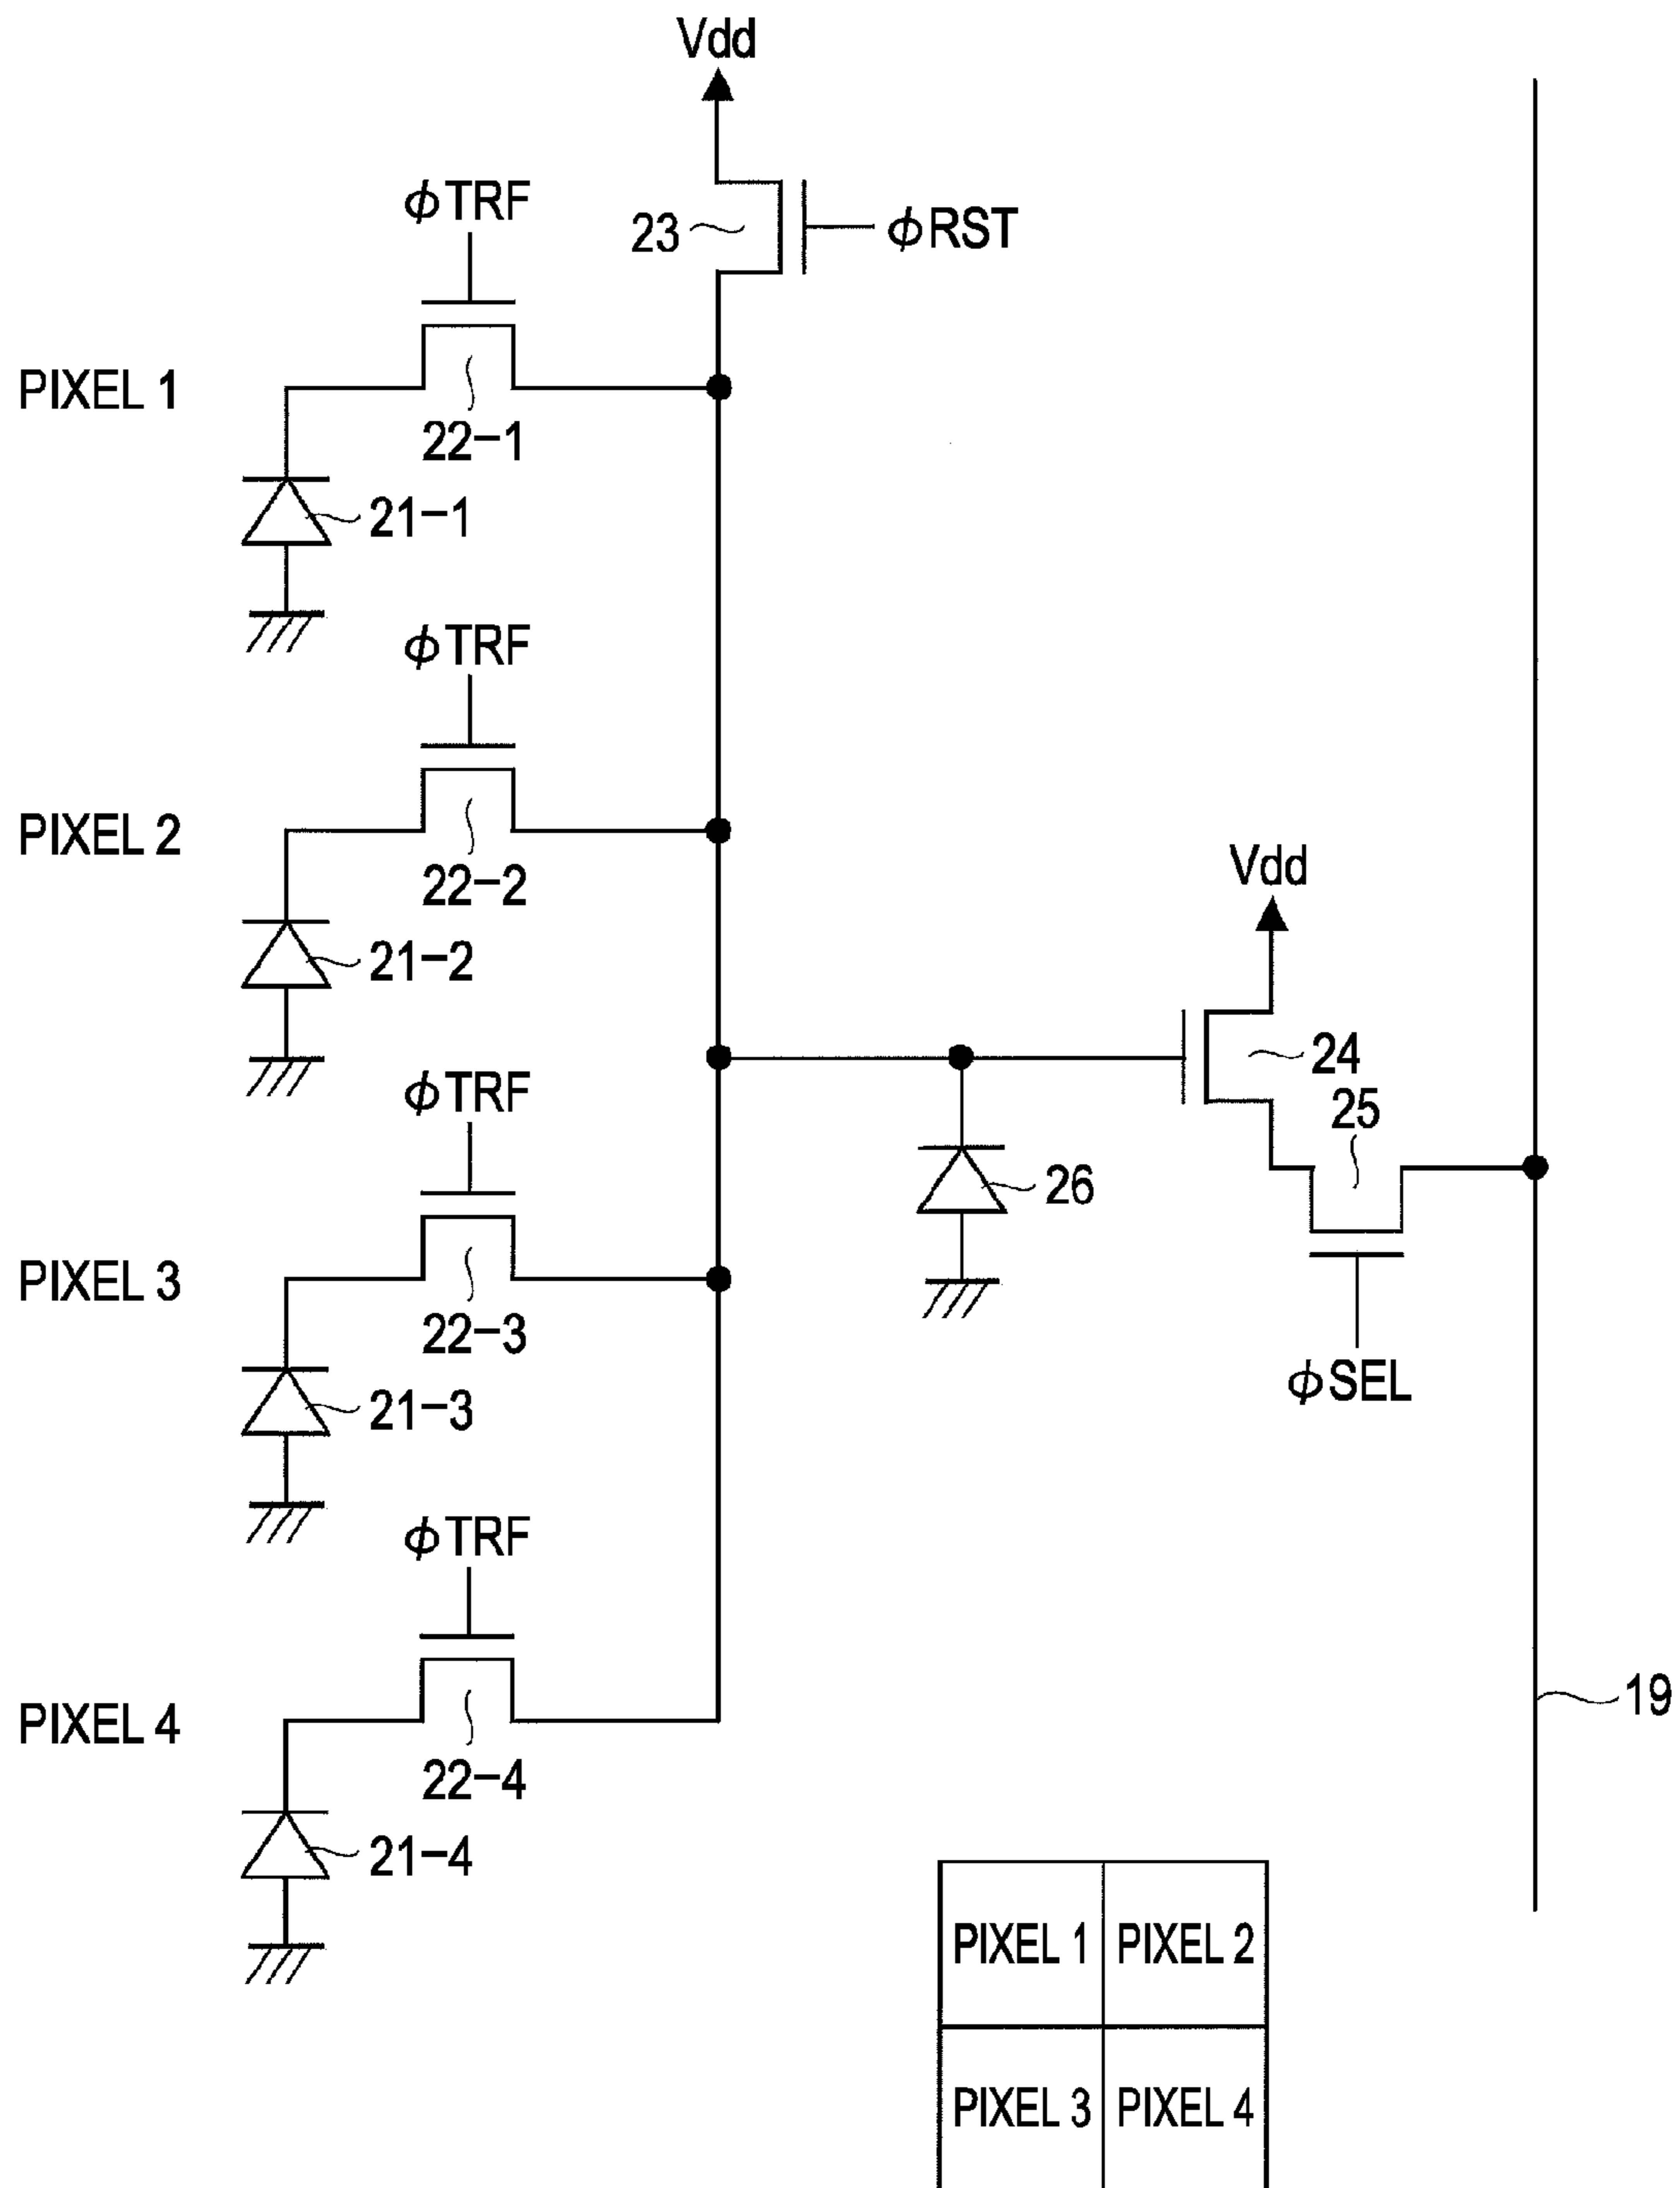 Vdd
φTRF
23
φRST
PIXEL 1
22-1
21-1
φTRF
PIXEL 2
22-2
21-2
Vdd
24
25
φTRF
26
PIXEL 3
22-3
φSEL
21-3
φTRF
19
PIXEL 4
22-4
21-4
PIXEL 1 PIXEL 2
PIXEL 3 PIXEL 4